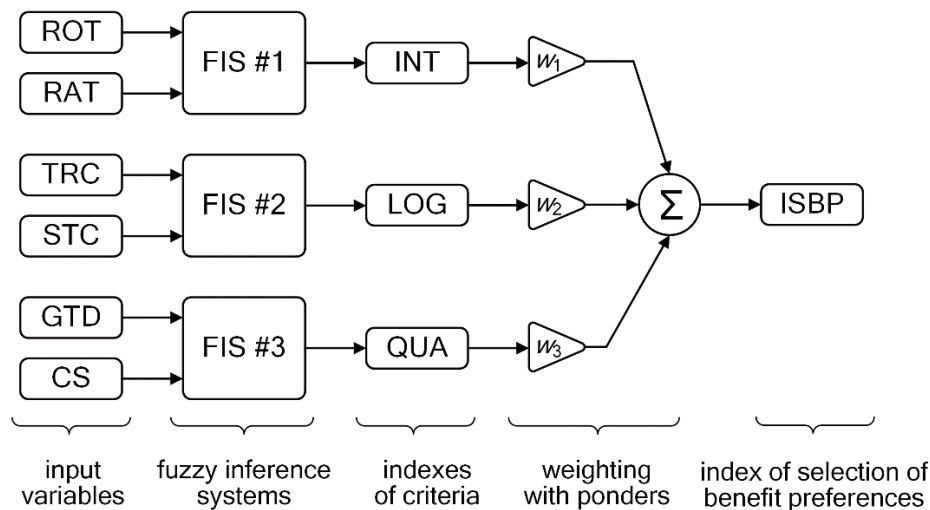 ROT
RAT
FIS #1
INT
w1
TRC
STC
FIS #2
LOG
w2
Σ
ISBP
GTD
CS
FIS #3
QUA
w3
input
variables
fuzzy inference
systems
indexes
of criteria
weighting
with ponders
index of selection of
benefit preferences